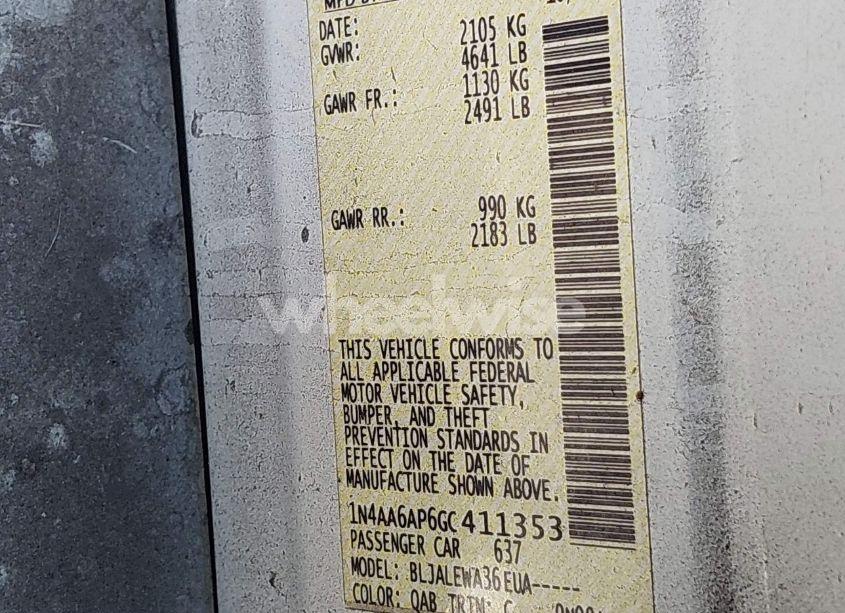 DATE: 2105 KG
GVWR: 4641 LB
1130 KG
GAWR FR.: 2491 LB
GAWR RR.: 990 KG
2183 LB
wheelwise
THIS VEHICLE CONFORMS TO
ALL APPLICABLE FEDERAL
MOTOR VEHICLE SAFETY,
BUMPER, AND THEFT
PREVENTION STANDARDS IN
EFFECT ON THE DATE OF
MANUFACTURE SHOWN ABOVE.
1N4AA6AP6GC411353
PASSENGER CAR 637
MODEL: BLJALEWA36EUA-----
COLOR: QAB TRIM: G